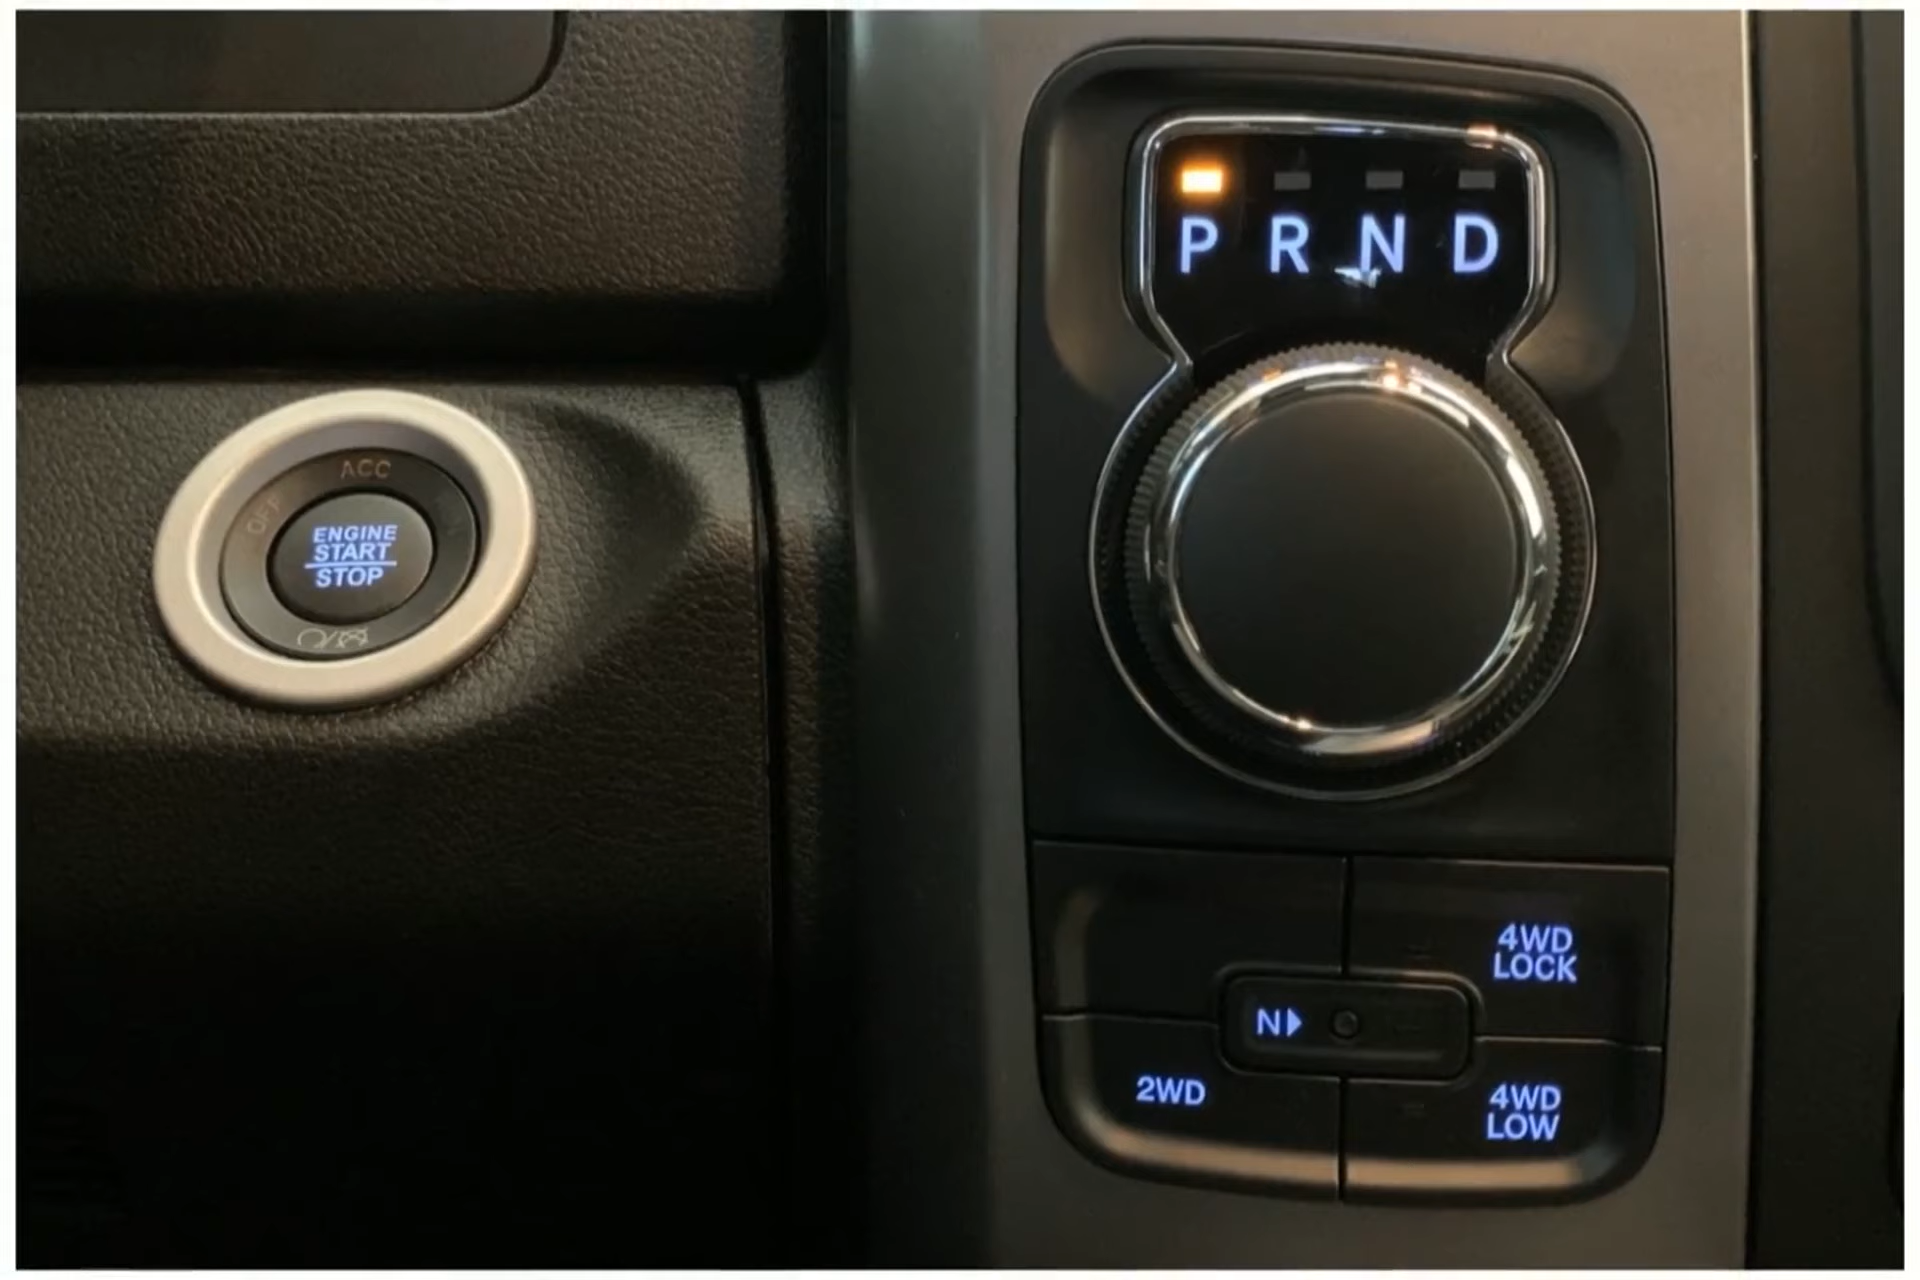 ACC
OFF
ENGINE
START
STOP
P R N D
4WD
LOCK
N
2WD
4WD
LOW